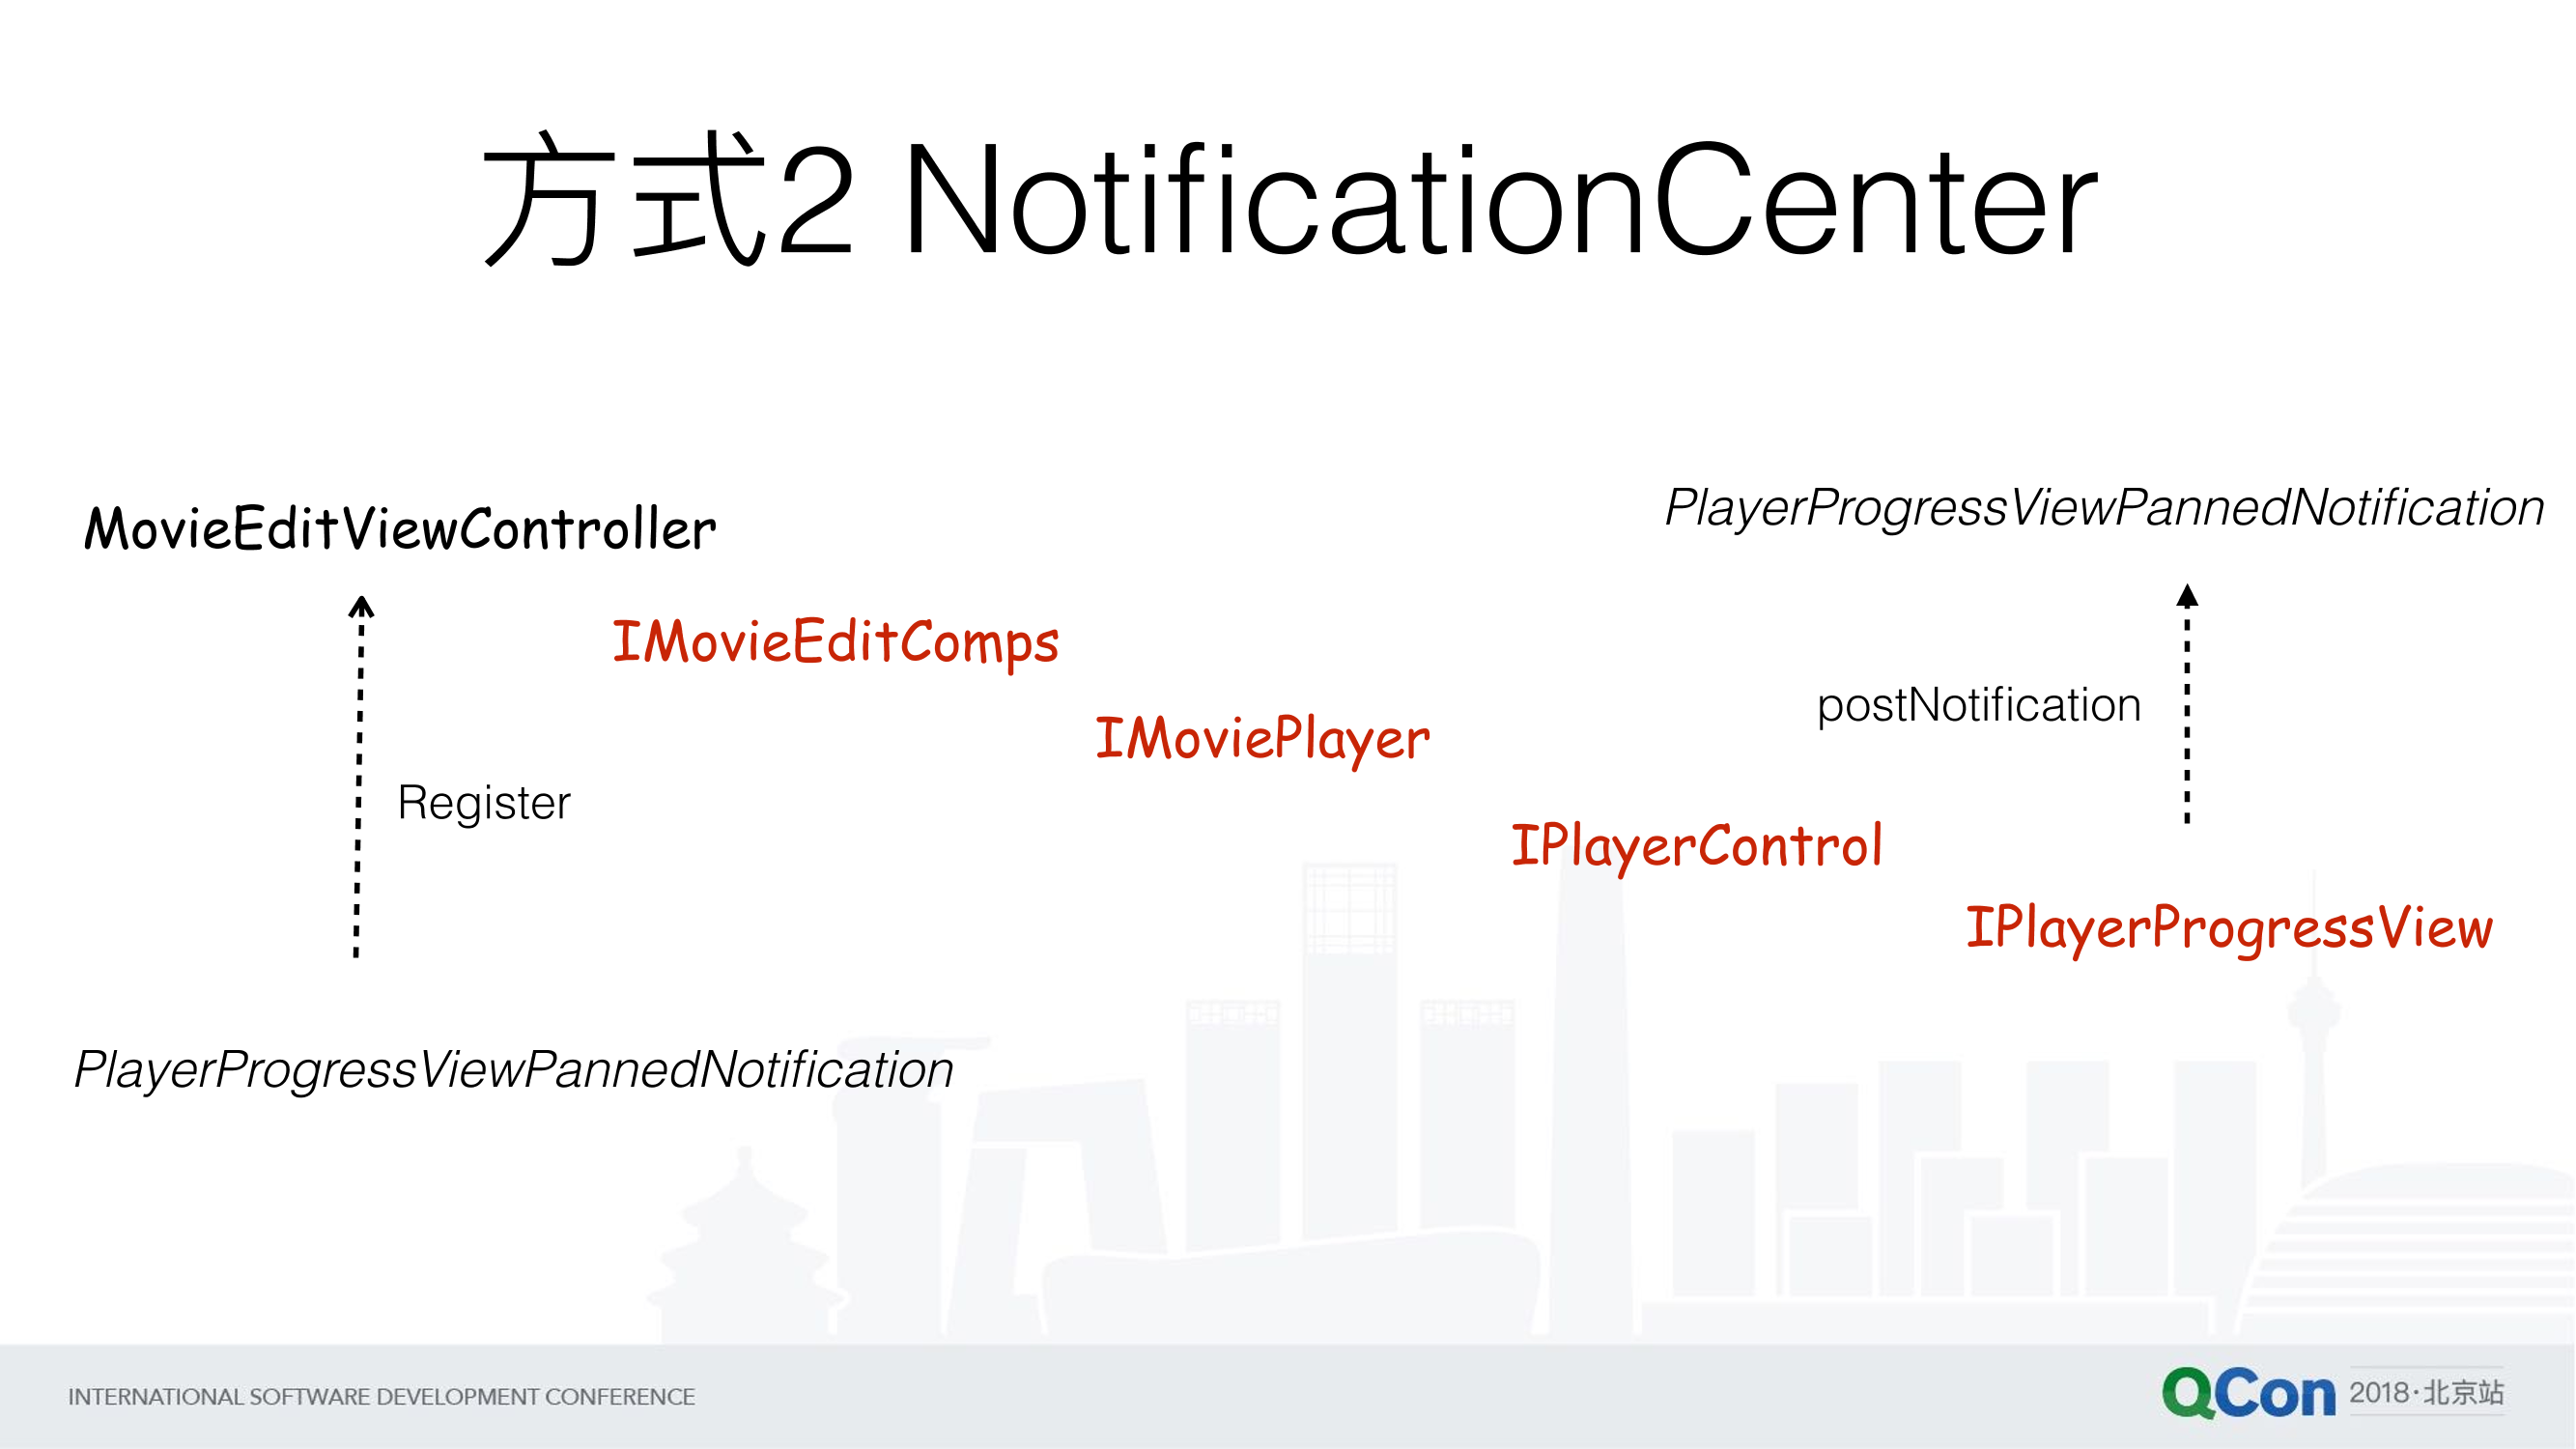 方式2 NotificationCenter
MovieEditViewController
PlayerProgressViewPannedNotification
IMovieEditComps
postNotification
IMoviePlayer
Register
IPlayerControl
IPlayerProgressView
PlayerProgressViewPannedNotification
INTERNATIONAL SOFTWARE DEVELOPMENT CONFERENCE
QCon 2018·北京站